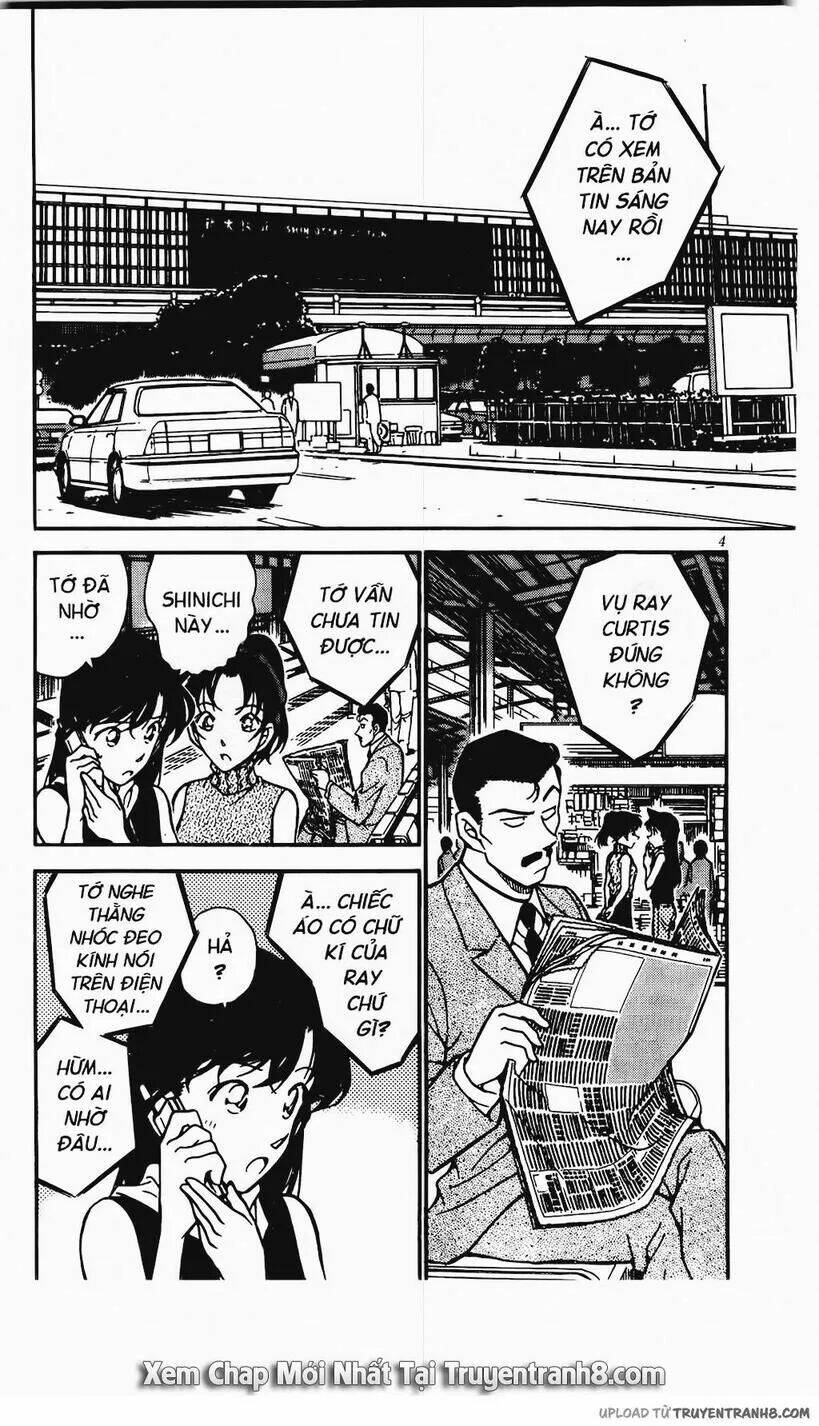 À... TỚ
CÓ XEM
TRÊN BẢN
TIN SÁNG
NAY RỒI
...
4
VỤ RAY
CURTIS
ĐÚNG
KHÔNG
?
TỚ VẪN
CHƯA TIN
ĐƯỢC...
SHINICHI
NÀY...
TỚ ĐÃ
NHỜ
...
À... CHIẾC
ÁO CÓ CHỮ
KÍ CỦA
RAY
CHỨ
GÌ?
HẢ
?
TỚ NGHE
THẰNG
NHÓC ĐEO
KÍNH NÓI
TRÊN ĐIỆN
THOẠI...
HỪM...
CÓ AI
NHỜ
ĐÂU...
Xem Chap Mới Nhất Tại Truyentranh8.com
UPLOAD TỪ TRUYENTRANH8.COM